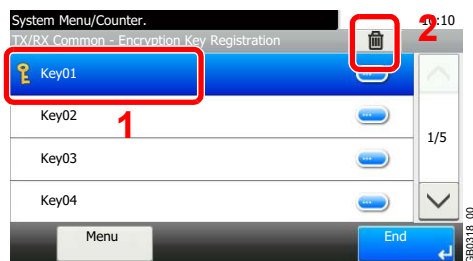 System Menu/Counter.
10:10
2
TX/RX Common - Encryption Key Registration
Key01
1
Key02
1/5
Key03
Key04
Menu
End
GB0318_00